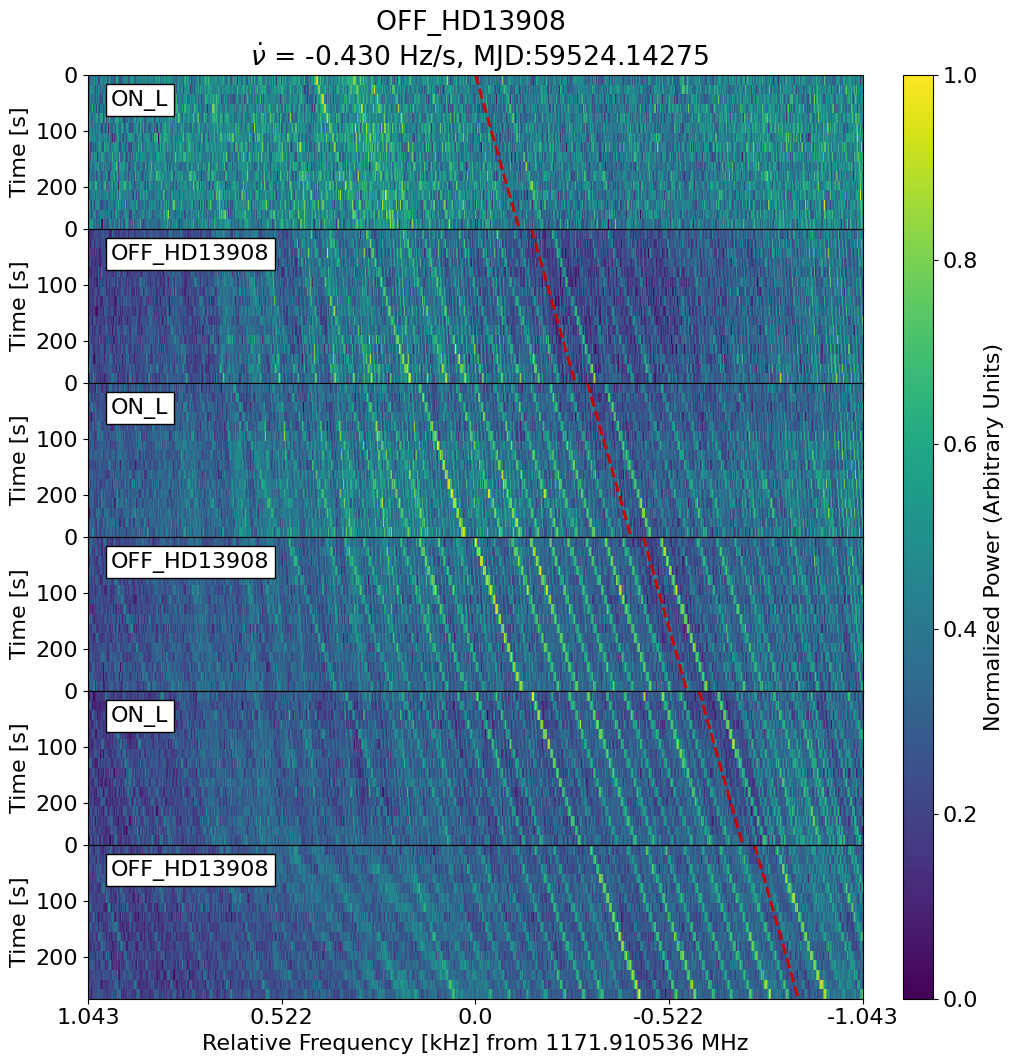 OFF_HD13908
ν̇ = -0.430 Hz/s, MJD:59524.14275
ON_L
OFF_HD13908
ON_L
OFF_HD13908
ON_L
OFF_HD13908
Time [s]
0
100
200
Time [s]
0
100
200
Time [s]
0
100
200
Time [s]
0
100
200
Time [s]
0
100
200
Time [s]
0
100
200
1.043 0.522 0.0 -0.522 -1.043
Relative Frequency [kHz] from 1171.910536 MHz
1.0
0.8
0.6
0.4
0.2
0.0
Normalized Power (Arbitrary Units)